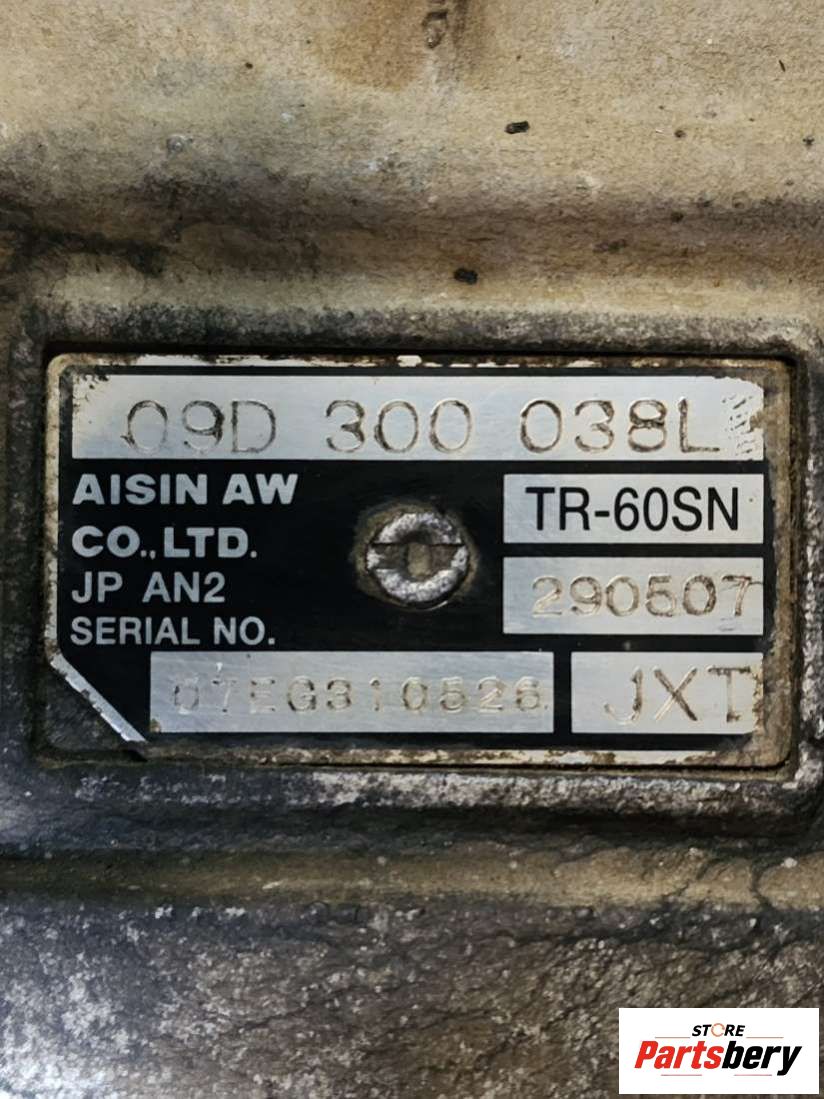 09D 300 038L
AISIN AW
CO.,LTD.
TR-60SN
JP AN2
290507
SERIAL NO.
07EG310526
JXT
STORE
Partsbery